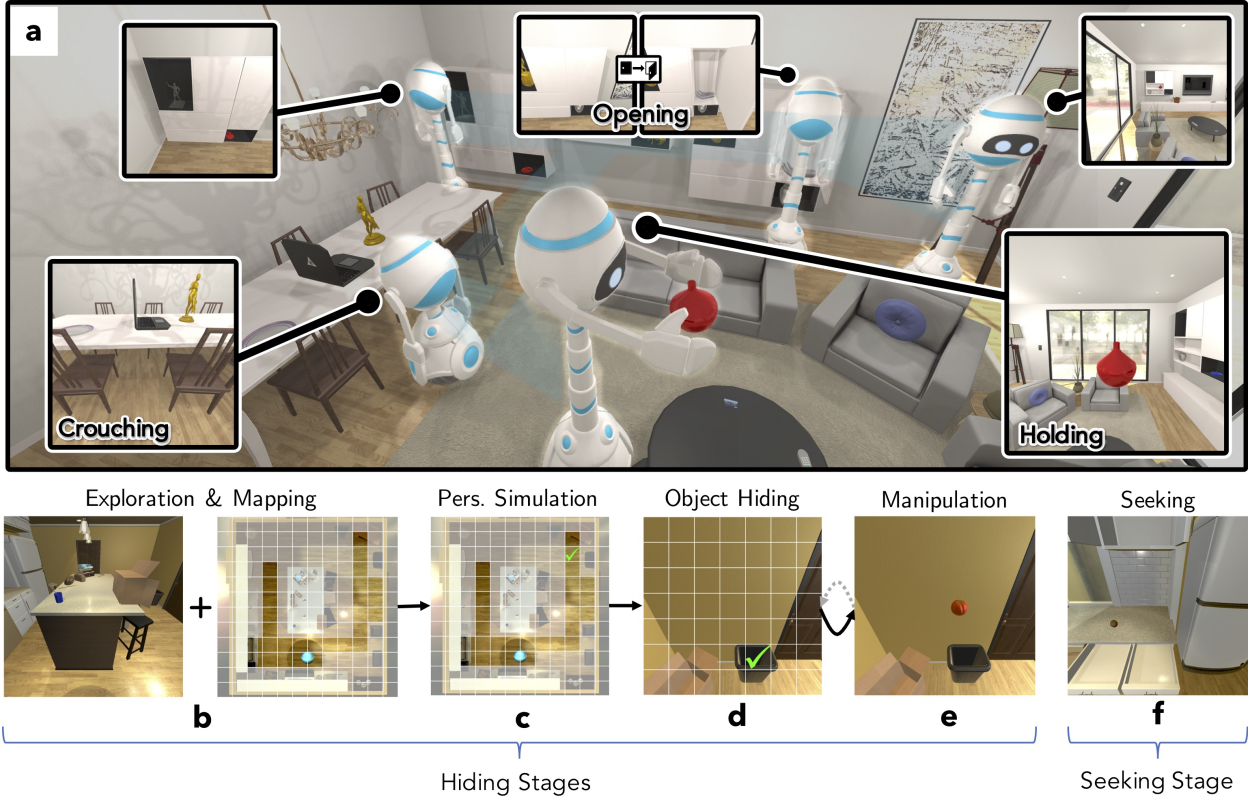 a
Opening
Crouching
Holding
Exploration & Mapping
Pers. Simulation
Object Hiding
Manipulation
Seeking
+
b
c
d
e
f
Hiding Stages
Seeking Stage